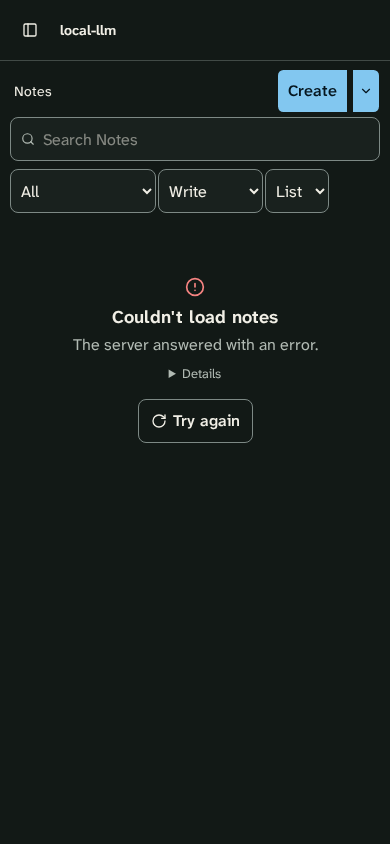 local-llm
Notes
Create
Search Notes
All
Write
List
Couldn't load notes
The server answered with an error.
Details
Try again